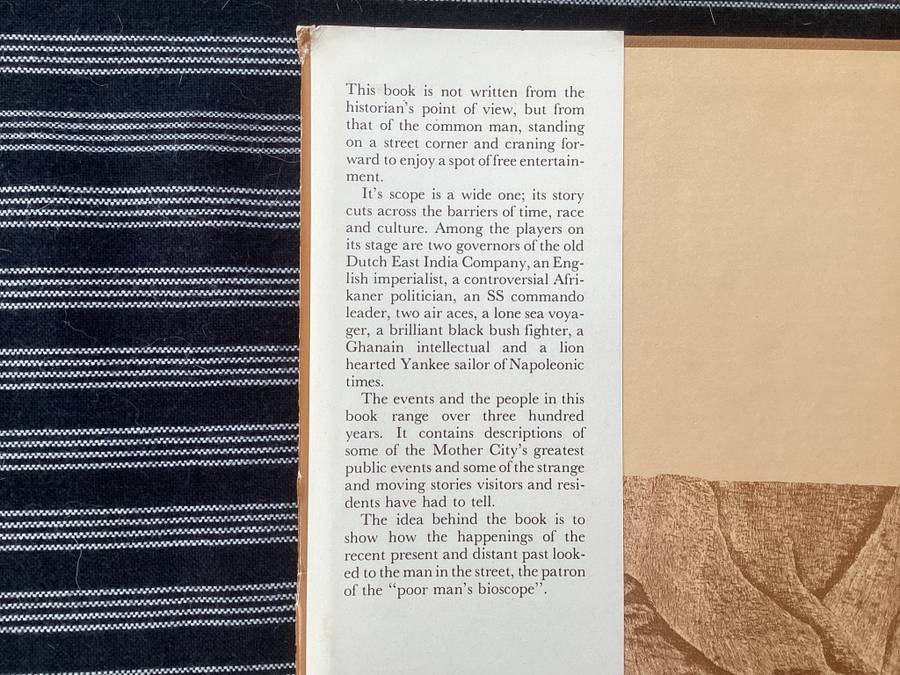 This book is not written from the
historian's point of view, but from
that of the common man, standing
on a street corner and craning for-
ward to enjoy a spot of free entertain-
ment.
It's scope is a wide one; its story
cuts across the barriers of time, race
and culture. Among the players on
its stage are two governors of the old
Dutch East India Company, an Eng-
lish imperialist, a controversial Afri-
kaner politician, an SS commando
leader, two air aces, a lone sea voya-
ger, a brilliant black bush fighter, a
Ghanain intellectual and a lion
hearted Yankee sailor of Napoleonic
times.
The events and the people in this
book range over three hundred
years. It contains descriptions of
some of the Mother City's greatest
public events and some of the strange
and moving stories visitors and resi-
dents have had to tell.
The idea behind the book is to
show how the happenings of the
recent present and distant past look-
ed to the man in the street, the patron
of the "poor man's bioscope".